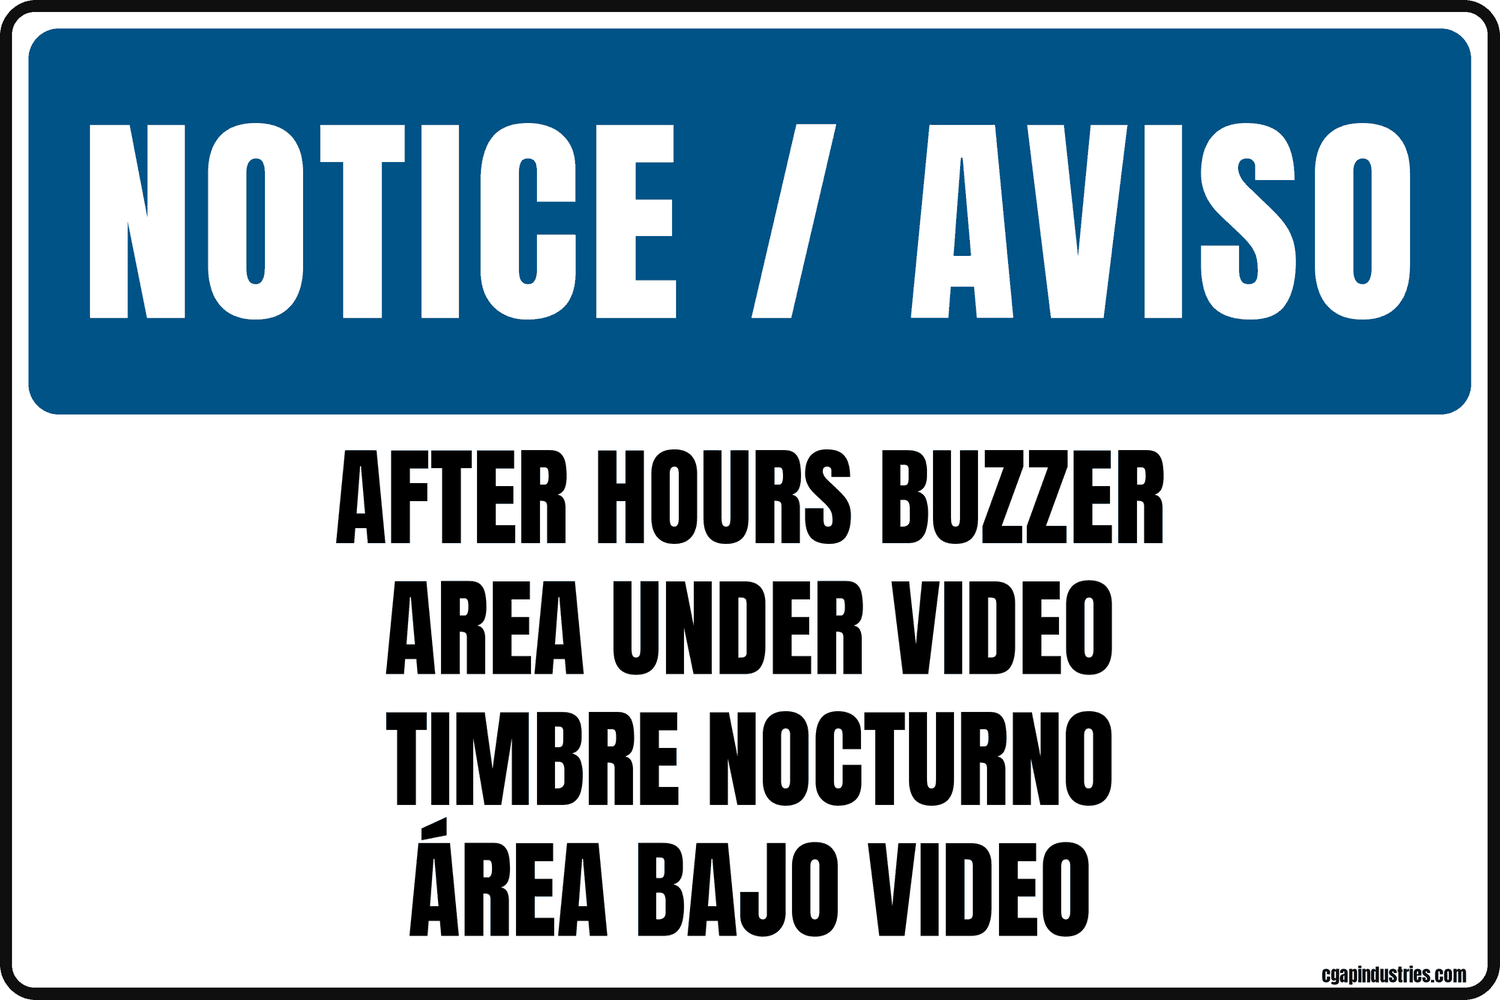 NOTICE / AVISO
AFTER HOURS BUZZER
AREA UNDER VIDEO
TIMBRE NOCTURNO
ÁREA BAJO VIDEO
cgapindustries.com